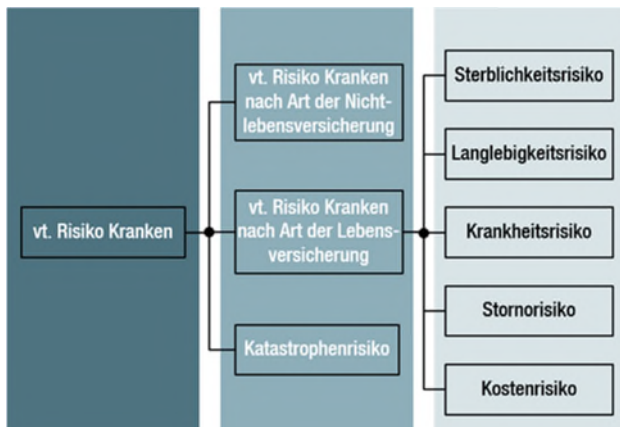 vt. Risiko Kranken
vt. Risiko Kranken
nach Art der Nicht-
lebensversicherung
vt. Risiko Kranken
nach Art der Lebens-
versicherung
Katastrophenrisiko
Sterblichkeitsrisiko
Langlebigkeitsrisiko
Krankheitsrisiko
Stornorisiko
Kostenrisiko